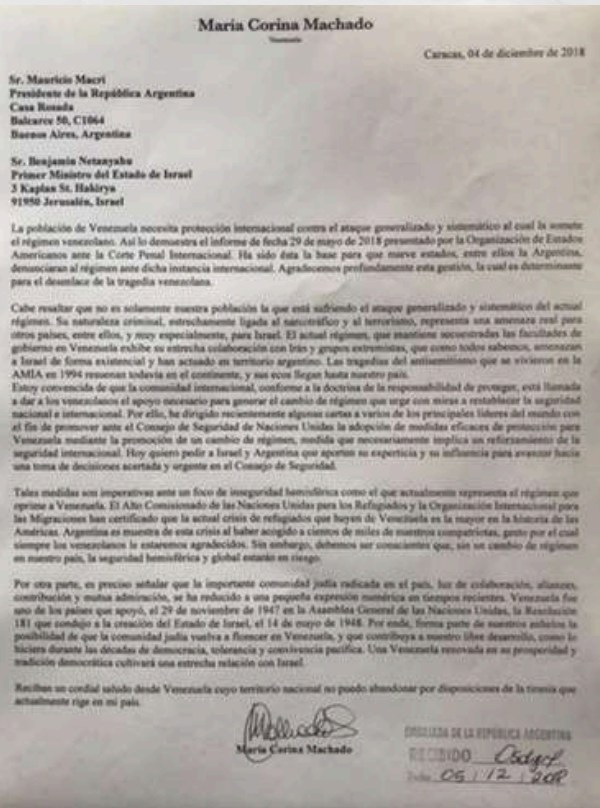 María Corina Machado
Venezuela
Caracas, 04 de diciembre de 2018
Sr. Mauricio Macri
Presidente de la República Argentina
Casa Rosada
Balcarce 50, C1064
Buenos Aires, Argentina
Sr. Benjamin Netanyahu
Primer Ministro del Estado de Israel
3 Kaplan St. Hakirya
91950 Jerusalén, Israel
La población de Venezuela necesita protección internacional contra el ataque generalizado y sistemático al cual la somete
el régimen venezolano. Así lo demuestra el informe de fecha 29 de mayo de 2018 presentado por la Organización de Estados
Americanos ante la Corte Penal Internacional. Ha sido ésta la base para que nueve estados, entre ellos la Argentina,
denunciaran al régimen ante dicha instancia internacional. Agradecemos profundamente esta gestión, la cual es determinante
para el desenlace de la tragedia venezolana.
Cabe resaltar que no es solamente nuestra población la que está sufriendo el ataque generalizado y sistemático del actual
régimen. Su naturaleza criminal, estrechamente ligada al narcotráfico y al terrorismo, representa una amenaza real para
otros países, entre ellos, y muy especialmente, para Israel. El actual régimen, que mantiene secuestradas las facultades de
gobierno en Venezuela exhibe su estrecha colaboración con Irán y grupos extremistas, que como todos sabemos, amenazan
a Israel de forma existencial y han actuado en territorio argentino. Las tragedias del antisemitismo que se vivieron en la
AMIA en 1994 resuenan todavía en el continente, y sus ecos llegan hasta nuestro país.
Estoy convencida de que la comunidad internacional, conforme a la doctrina de la responsabilidad de proteger, está llamada
a dar a los venezolanos el apoyo necesario para generar el cambio de régimen que urge con miras a restablecer la seguridad
nacional e internacional. Por ello, he dirigido recientemente algunas cartas a varios de los principales líderes del mundo con
el fin de promover ante el Consejo de Seguridad de Naciones Unidas la adopción de medidas eficaces de protección para
Venezuela mediante la promoción de un cambio de régimen, medida que necesariamente implica un reforzamiento de la
seguridad internacional. Hoy quiero pedir a Israel y Argentina que aporten su experticia y su influencia para avanzar hacia
una toma de decisiones acertada y urgente en el Consejo de Seguridad.
Tales medidas son imperativas ante un foco de inseguridad hemisférica como el que actualmente representa el régimen que
oprime a Venezuela. El Alto Comisionado de las Naciones Unidas para los Refugiados y la Organización Internacional para
las Migraciones han certificado que la actual crisis de refugiados que huyen de Venezuela es la mayor en la historia de las
Américas. Argentina es muestra de esta crisis al haber acogido a cientos de miles de nuestros compatriotas, gesto por el cual
siempre los venezolanos le estaremos agradecidos. Sin embargo, debemos ser conscientes que, sin un cambio de régimen
en nuestro país, la seguridad hemisférica y global estarán en riesgo.
Por otra parte, es preciso señalar que la importante comunidad judía radicada en el país, luz de colaboración, alianzas,
contribución y mutua admiración, se ha reducido a una pequeña expresión numérica en tiempos recientes. Venezuela fue
uno de los países que apoyó, el 29 de noviembre de 1947 en la Asamblea General de las Naciones Unidas, la Resolución
181 que condujo a la creación del Estado de Israel, el 14 de mayo de 1948. Por ende, forma parte de nuestros anhelos la
posibilidad de que la comunidad judía vuelva a florecer en Venezuela, y que contribuya a nuestro libre desarrollo, como lo
hiciera durante las décadas de democracia, tolerancia y convivencia pacífica. Una Venezuela renovada en su prosperidad y
tradición democrática cultivará una estrecha relación con Israel.
Reciban un cordial saludo desde Venezuela cuyo territorio nacional no puedo abandonar por disposiciones de la tiranía que
actualmente rige en mi país.
María Corina Machado
EMBAJADA DE LA REPÚBLICA ARGENTINA
RECIBIDO
Fecha 05/12/2018